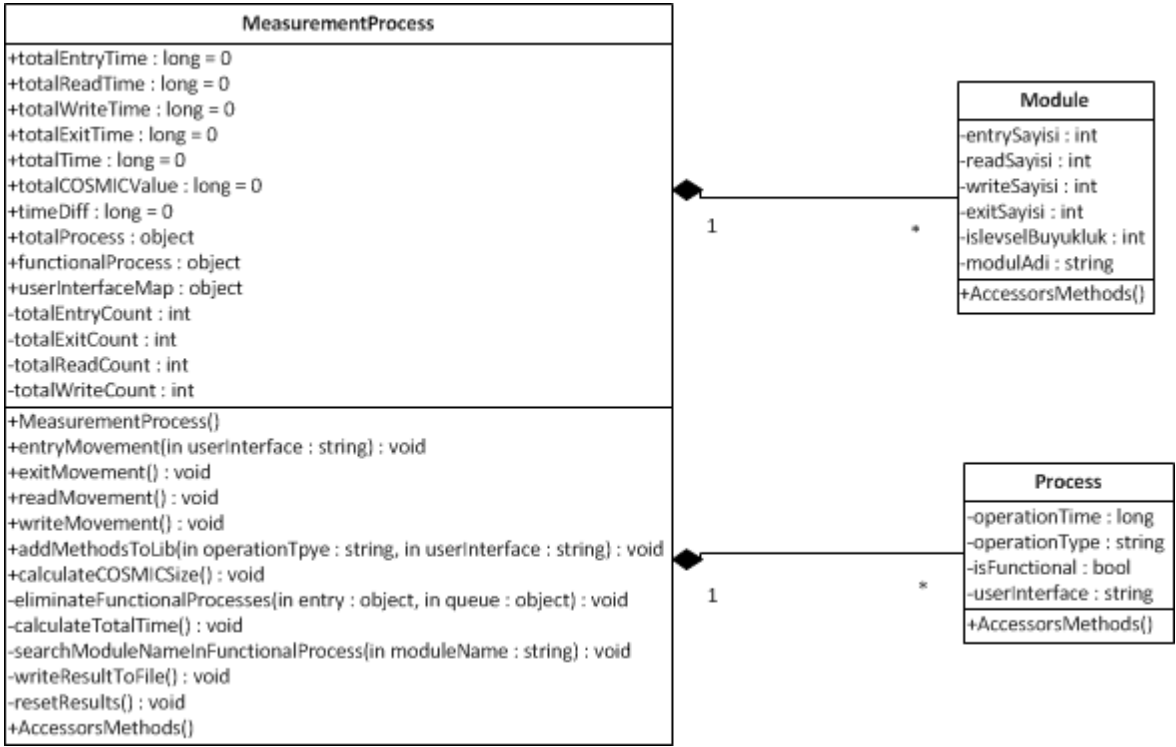 MeasurementProcess
+totalEntryTime : long = 0
+totalReadTime : long = 0
+totalWriteTime : long = 0
+totalExitTime : long = 0
+totalTime : long = 0
+totalCOSMICValue : long = 0
+timeDiff : long = 0
+totalProcess : object
+functionalProcess : object
+userInterfaceMap : object
-totalEntryCount : int
-totalExitCount : int
-totalReadCount : int
-totalWriteCount : int
+MeasurementProcess()
+entryMovement(in userInterface : string) : void
+exitMovement() : void
+readMovement() : void
+writeMovement() : void
+addMethodsToLib(in operationTpye : string, in userInterface : string) : void
+calculateCOSMICSize() : void
-eliminateFunctionalProcesses(in entry : object, in queue : object) : void
-calculateTotalTime() : void
-searchModuleNameInFunctionalProcess(in moduleName : string) : void
-writeResultToFile() : void
-resetResults() : void
+AccessorsMethods()
1
*
Module
-entrySayisi : int
-readSayisi : int
-writeSayisi : int
-exitSayisi : int
-islevselBuyukluk : int
-modulAdi : string
+AccessorsMethods()
1
*
Process
-operationTime : long
-operationType : string
-isFunctional : bool
-userInterface : string
+AccessorsMethods()